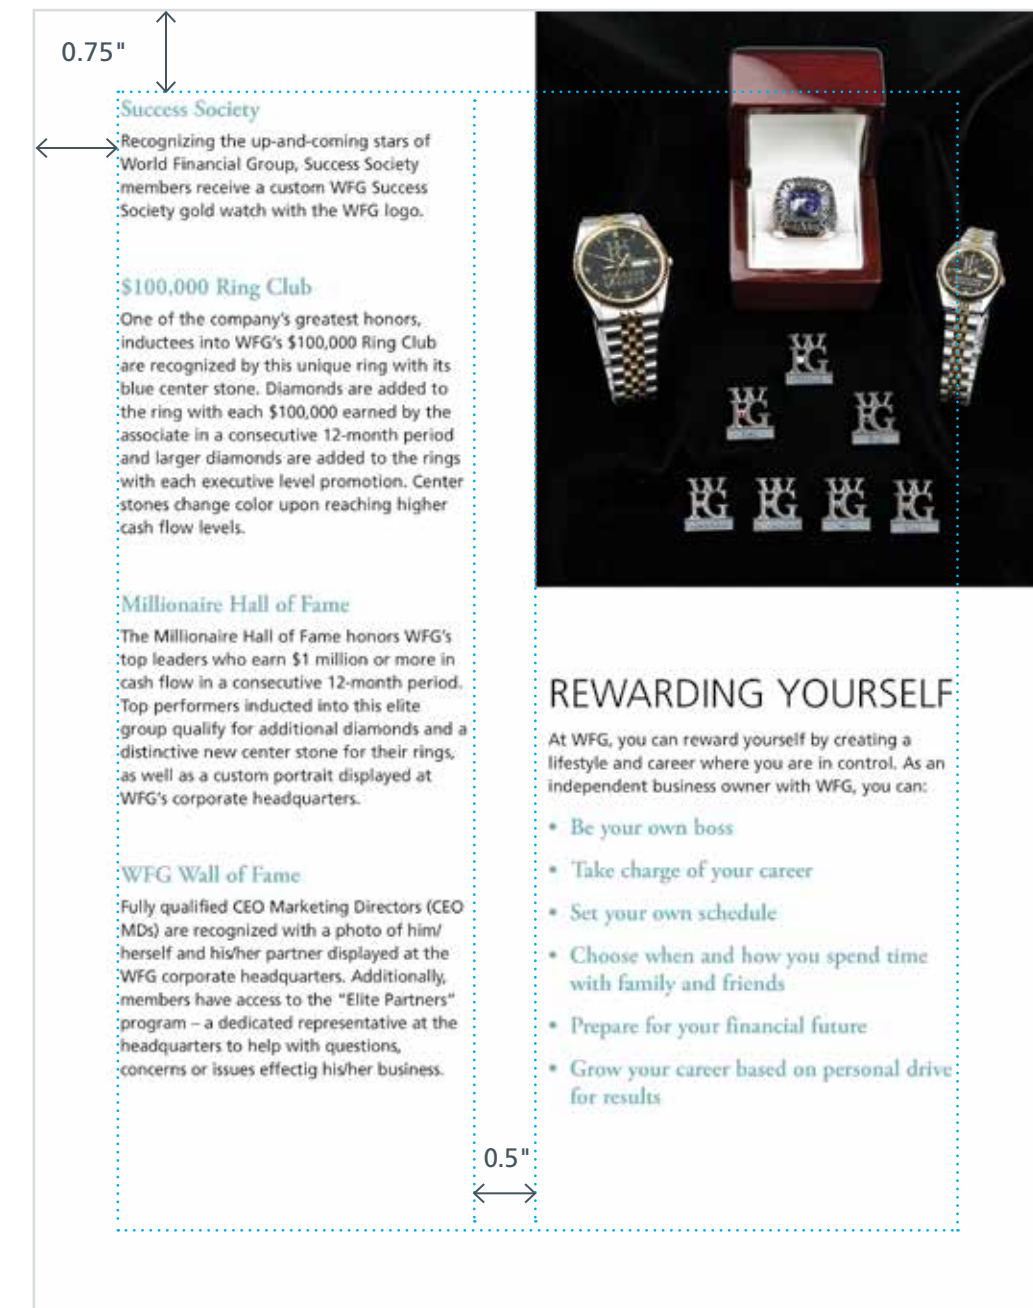 0.75"
Success Society
Recognizing the up-and-coming stars of
World Financial Group, Success Society
members receive a custom WFG Success
Society gold watch with the WFG logo.
$100,000 Ring Club
One of the company's greatest honors,
inductees into WFG's $100,000 Ring Club
are recognized by this unique ring with its
blue center stone. Diamonds are added to
the ring with each $100,000 earned by the
associate in a consecutive 12-month period
and larger diamonds are added to the rings
with each executive level promotion. Center
stones change color upon reaching higher
cash flow levels.
Millionaire Hall of Fame
The Millionaire Hall of Fame honors WFG's
top leaders who earn $1 million or more in
cash flow in a consecutive 12-month period.
Top performers inducted into this elite
group qualify for additional diamonds and a
distinctive new center stone for their rings,
as well as a custom portrait displayed at
WFG's corporate headquarters.
WFG Wall of Fame
Fully qualified CEO Marketing Directors (CEO
MDs) are recognized with a photo of him/
herself and his/her partner displayed at the
WFG corporate headquarters. Additionally,
members have access to the "Elite Partners"
program – a dedicated representative at the
headquarters to help with questions,
concerns or issues effectig his/her business.
WFG
WFG
WFG
WFG
WFG
WFG
WFG
REWARDING YOURSELF
At WFG, you can reward yourself by creating a
lifestyle and career where you are in control. As an
independent business owner with WFG, you can:
• Be your own boss
• Take charge of your career
• Set your own schedule
• Choose when and how you spend time
with family and friends
• Prepare for your financial future
• Grow your career based on personal drive
for results
0.5"